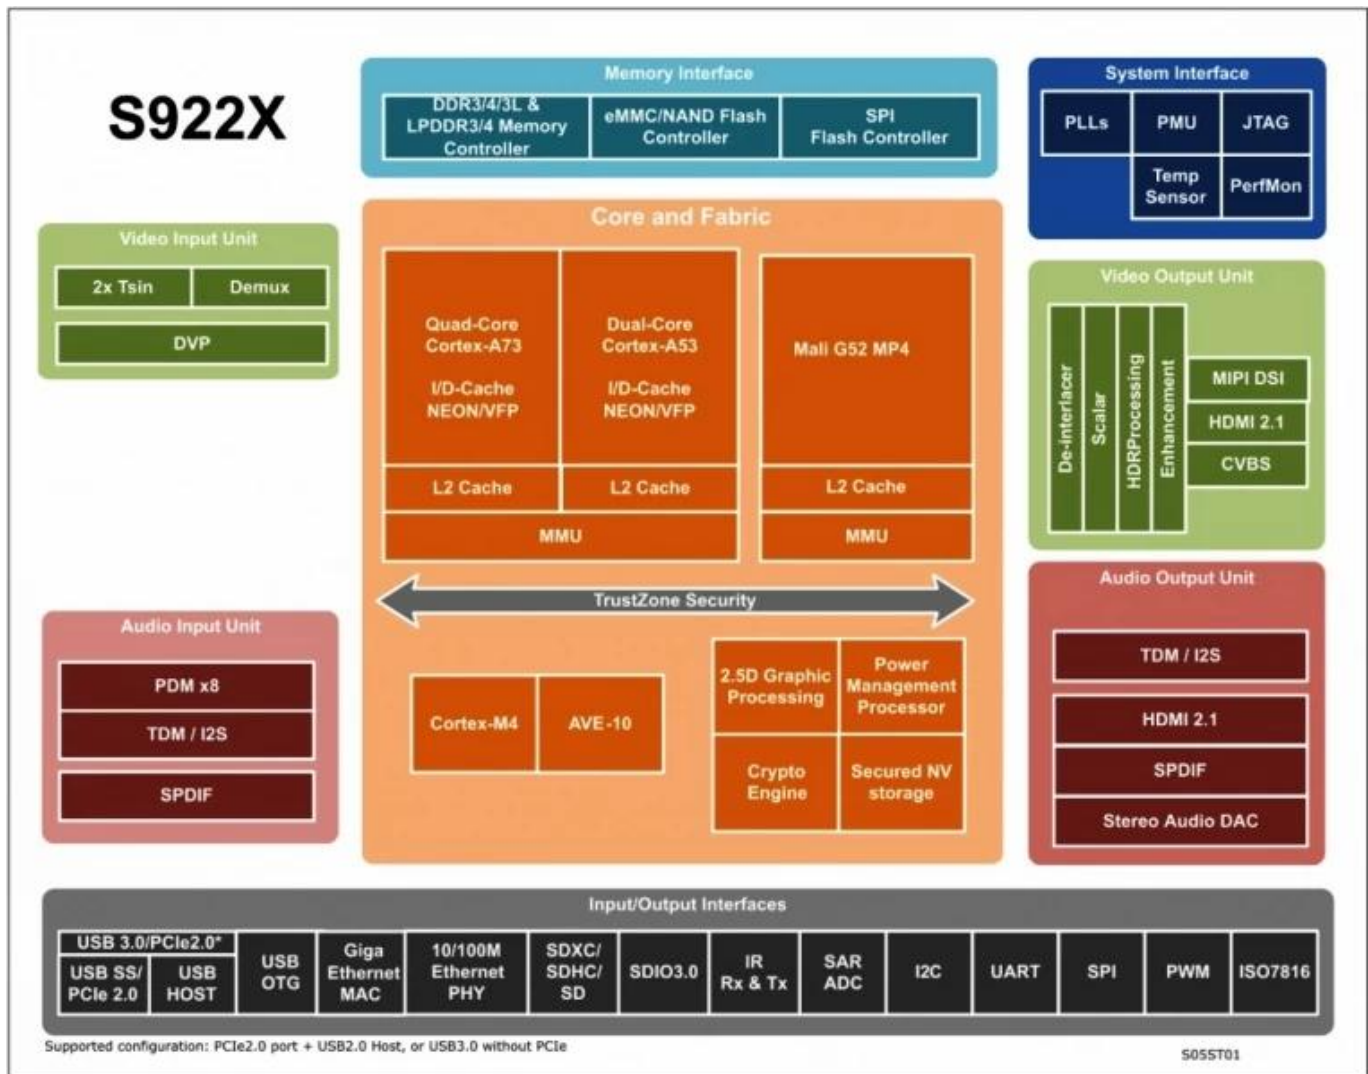 S922X
Memory Interface
DDR3/4/3L &
LPDDR3/4 Memory
Controller
eMMC/NAND Flash
Controller
SPI
Flash Controller
System Interface
PLLs
PMU
JTAG
Temp
Sensor
PerfMon
Video Input Unit
2x Tsin
Demux
DVP
Core and Fabric
Quad-Core
Cortex-A73
I/D-Cache
NEON/VFP
Dual-Core
Cortex-A53
I/D-Cache
NEON/VFP
Mali G52 MP4
L2 Cache
L2 Cache
L2 Cache
MMU
MMU
TrustZone Security
Cortex-M4
AVE-10
2.5D Graphic
Processing
Power
Management
Processor
Crypto
Engine
Secured NV
storage
Video Output Unit
De-interlacer
Scalar
HDRProcessing
Enhancement
MIPI DSI
HDMI 2.1
CVBS
Audio Input Unit
PDM x8
TDM / I2S
SPDIF
Audio Output Unit
TDM / I2S
HDMI 2.1
SPDIF
Stereo Audio DAC
Input/Output Interfaces
USB 3.0/PCIe2.0*
USB SS/
PCIe 2.0
USB
HOST
USB
OTG
Giga
Ethernet
MAC
10/100M
Ethernet
PHY
SDXC/
SDHC/
SD
SDIO3.0
IR
Rx & Tx
SAR
ADC
I2C
UART
SPI
PWM
ISO7816
Supported configuration: PCIe2.0 port + USB2.0 Host, or USB3.0 without PCIe
S05ST01